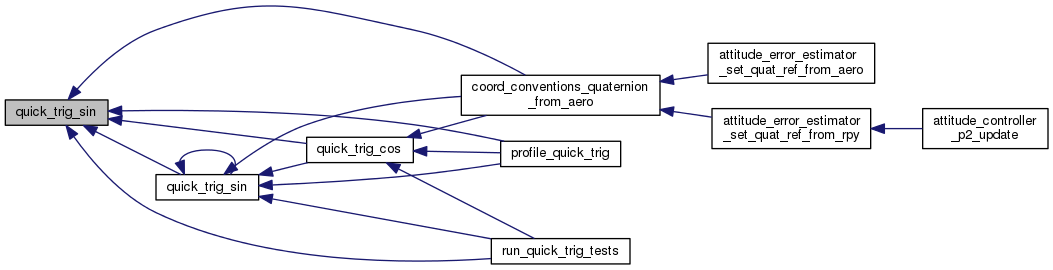 quick_trig_sin
quick_trig_sin
quick_trig_cos
coord_conventions_quaternion
_from_aero
profile_quick_trig
run_quick_trig_tests
attitude_error_estimator
_set_quat_ref_from_aero
attitude_error_estimator
_set_quat_ref_from_rpy
attitude_controller
_p2_update